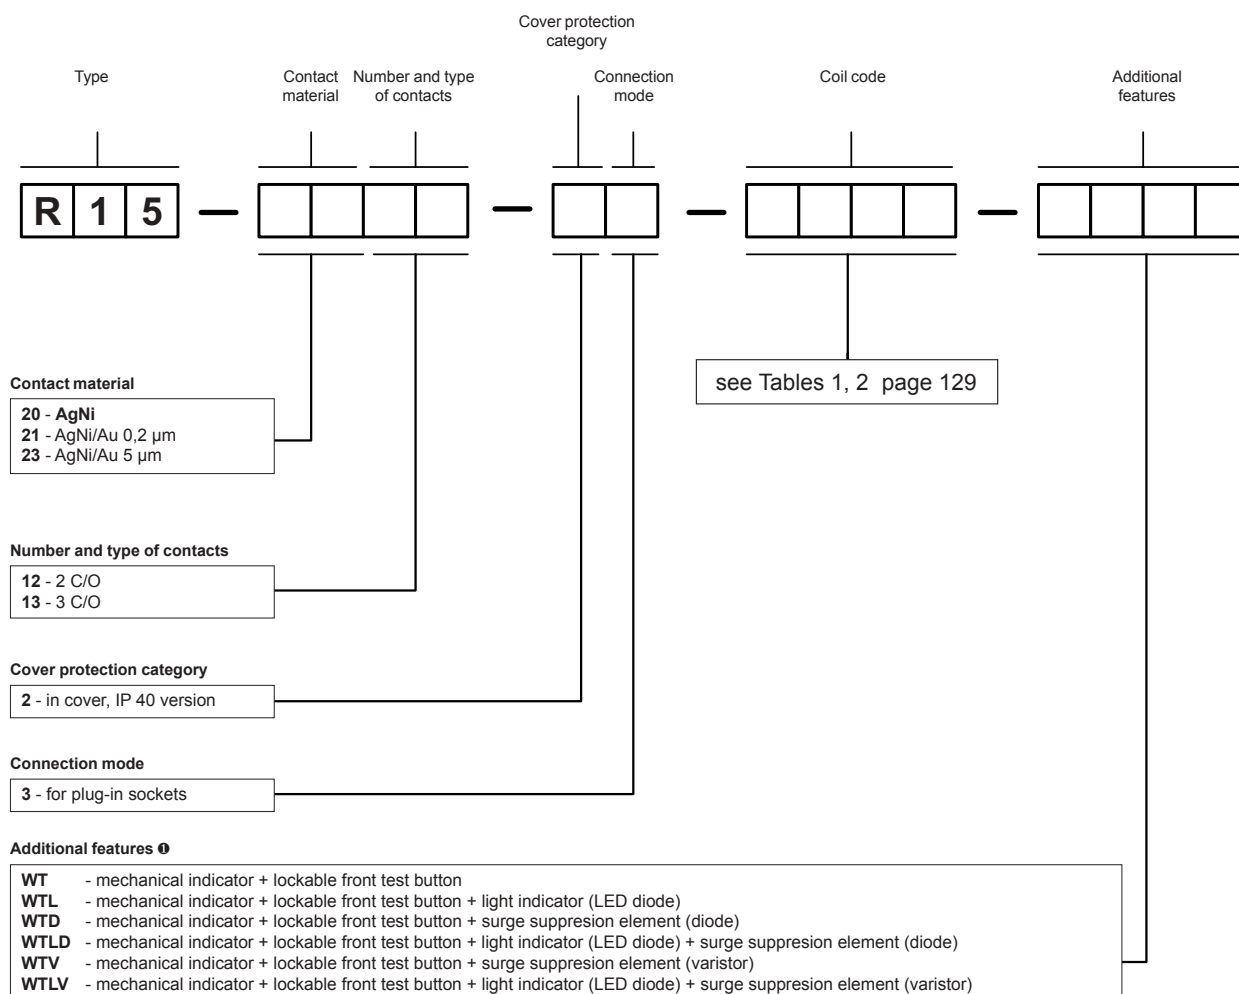 Cover protection
category
Type
Contact
material
Number and type
of contacts
Connection
mode
Coil code
Additional
features
R 1 5 — — — —
see Tables 1, 2 page 129
Contact material
20 - AgNi
21 - AgNi/Au 0,2 µm
23 - AgNi/Au 5 µm
Number and type of contacts
12 - 2 C/O
13 - 3 C/O
Cover protection category
2 - in cover, IP 40 version
Connection mode
3 - for plug-in sockets
Additional features ❶
WT - mechanical indicator + lockable front test button
WTL - mechanical indicator + lockable front test button + light indicator (LED diode)
WTD - mechanical indicator + lockable front test button + surge suppresion element (diode)
WTLD - mechanical indicator + lockable front test button + light indicator (LED diode) + surge suppresion element (diode)
WTV - mechanical indicator + lockable front test button + surge suppresion element (varistor)
WTLV - mechanical indicator + lockable front test button + light indicator (LED diode) + surge suppresion element (varistor)